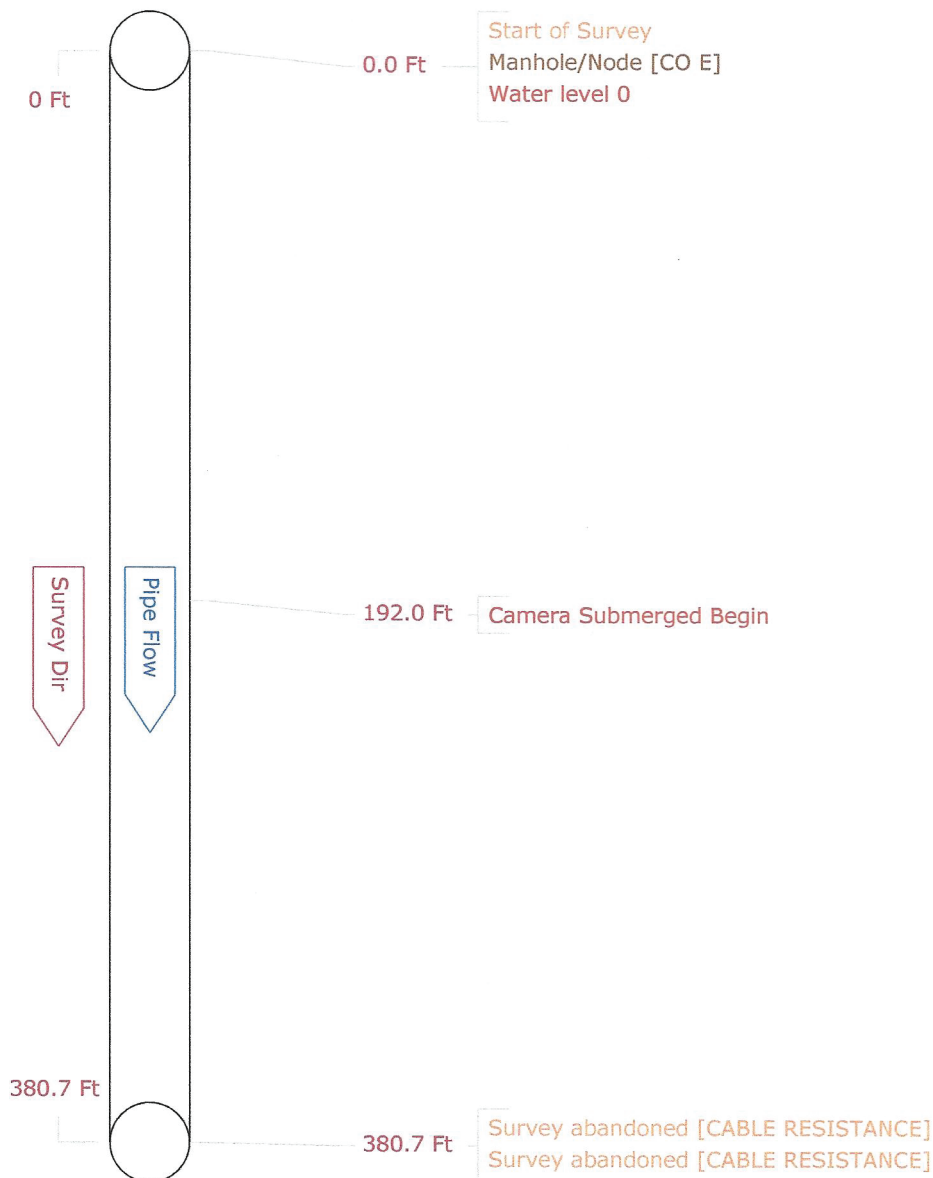 Start of Survey
0.0 Ft
Manhole/Node [CO E]
0 Ft
Water level 0
Survey Dir
Pipe Flow
192.0 Ft
Camera Submerged Begin
380.7 Ft
380.7 Ft
Survey abandoned [CABLE RESISTANCE]
Survey abandoned [CABLE RESISTANCE]